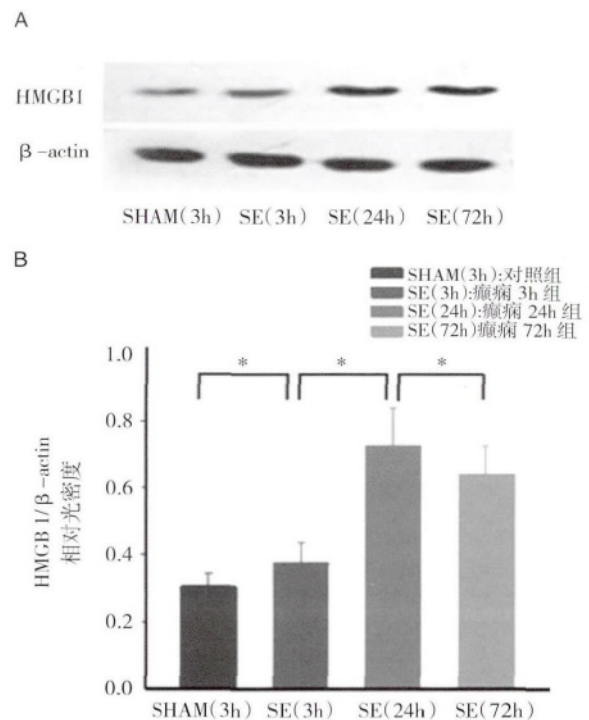 A
HMGB1
β-actin
SHAM(3h) SE(3h) SE(24h) SE(72h)
B
SHAM(3h):对照组
SE(3h):癫痫 3h 组
SE(24h):癫痫 24h 组
SE(72h)癫痫 72h 组
HMGB 1/β-actin
相对光密度
1.0
0.8
0.6
0.4
0.2
0.0
* * *
SHAM(3h) SE(3h) SE(24h) SE(72h)